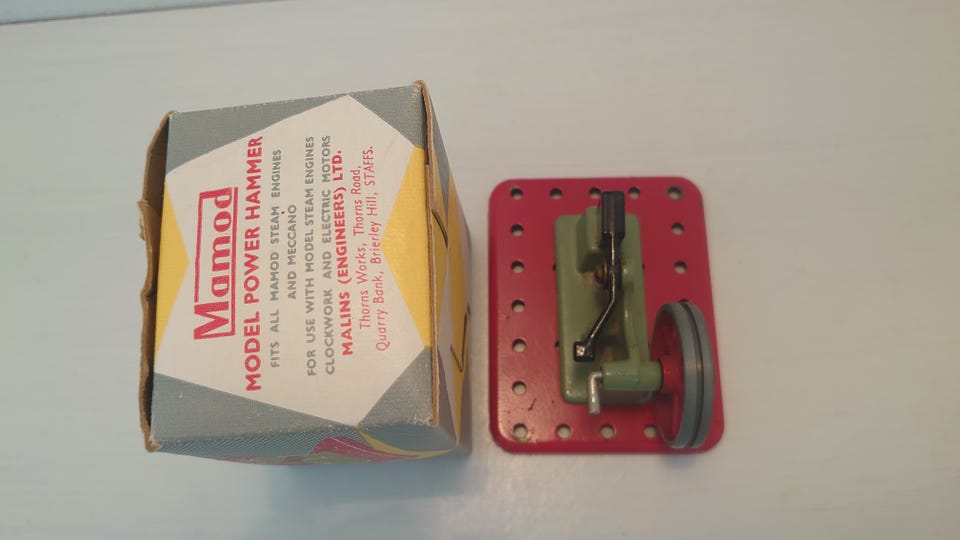 Mamod
MODEL POWER HAMMER
FITS ALL MAMOD STEAM ENGINES
AND MECCANO
FOR USE WITH MODEL STEAM ENGINES
CLOCKWORK AND ELECTRIC MOTORS
MALINS (ENGINEERS) LTD.
Thorns Works, Thorns Road,
Quarry Bank, Brierley Hill, STAFFS.